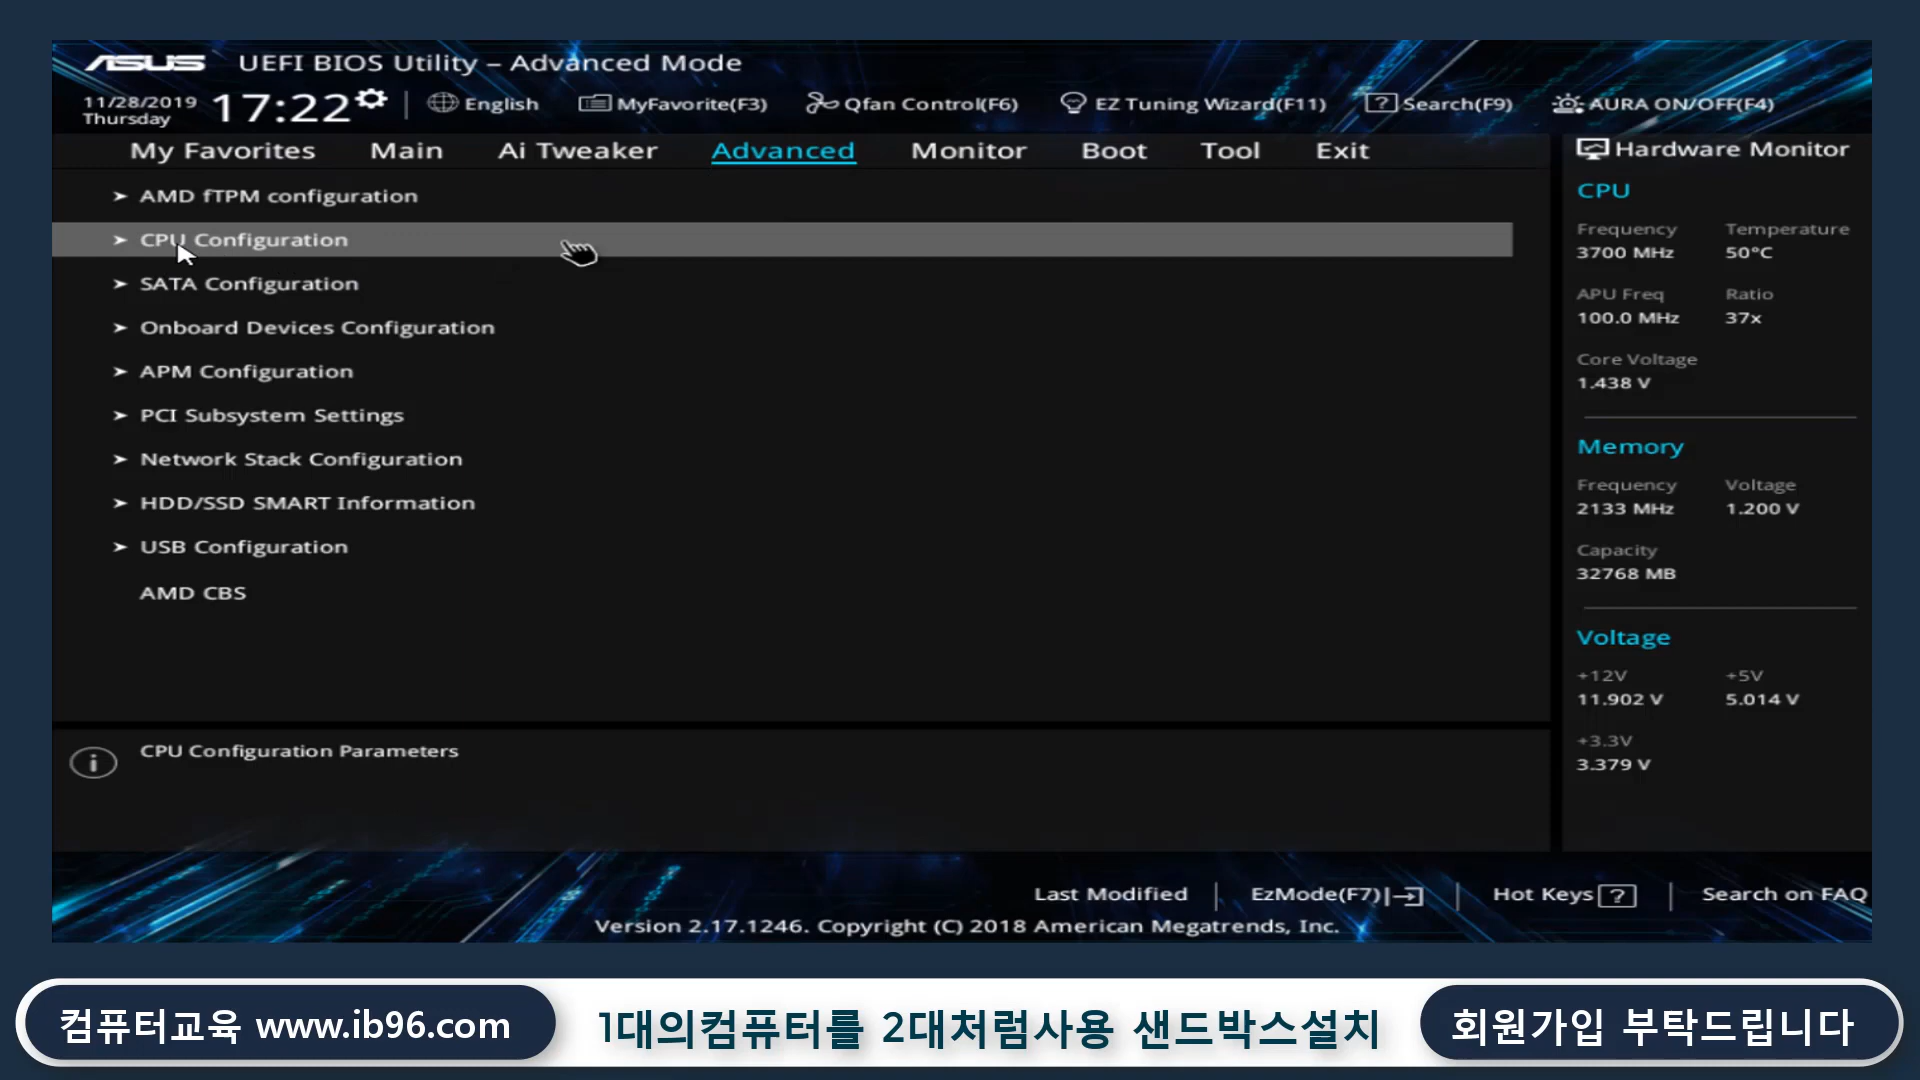 ASUS UEFI BIOS Utility – Advanced Mode
11/28/2019
Thursday
17:22
English
MyFavorite(F3)
Qfan Control(F6)
EZ Tuning Wizard(F11)
Search(F9)
AURA ON/OFF(F4)
My Favorites
Main
Ai Tweaker
Advanced
Monitor
Boot
Tool
Exit
AMD fTPM configuration
CPU Configuration
SATA Configuration
Onboard Devices Configuration
APM Configuration
PCI Subsystem Settings
Network Stack Configuration
HDD/SSD SMART Information
USB Configuration
AMD CBS
CPU Configuration Parameters
Hardware Monitor
CPU
Frequency Temperature
3700 MHz 50°C
APU Freq Ratio
100.0 MHz 37x
Core Voltage
1.438 V
Memory
Frequency Voltage
2133 MHz 1.200 V
Capacity
32768 MB
Voltage
+12V +5V
11.902 V 5.014 V
+3.3V
3.379 V
Last Modified
EzMode(F7)
Hot Keys ?
Search on FAQ
Version 2.17.1246. Copyright (C) 2018 American Megatrends, Inc.
컴퓨터교육 www.ib96.com
1대의컴퓨터를 2대처럼사용 샌드박스설치
회원가입 부탁드립니다